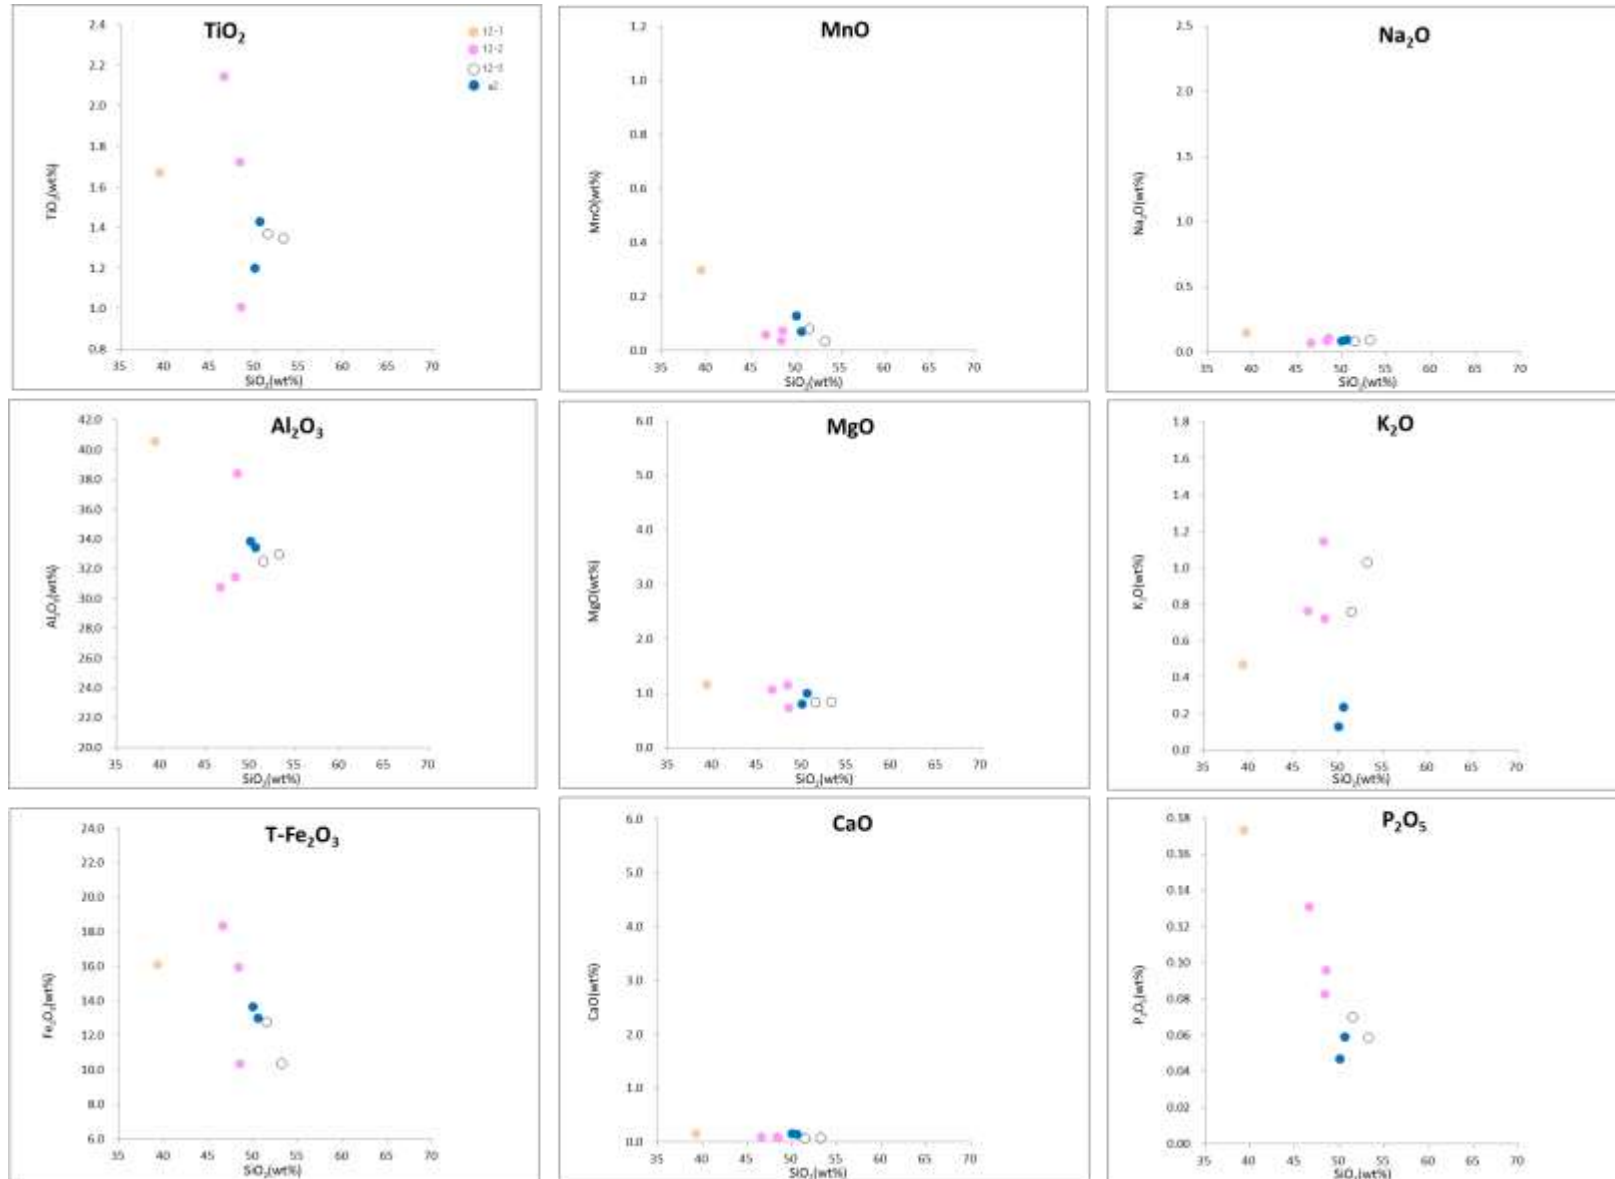 TiO₂
t2-1
t2-2
t2-3
a2
2.4
2.2
2.0
1.8
1.6
1.4
1.2
1.0
0.8
TiO₂(wt%)
35 40 45 50 55 60 65 70
SiO₂(wt%)
MnO
1.2
1.0
0.8
0.6
0.4
0.2
0.0
MnO(wt%)
35 40 45 50 55 60 65 70
SiO₂(wt%)
Na₂O
2.5
2.0
1.5
1.0
0.5
0.0
Na₂O(wt%)
35 40 45 50 55 60 65 70
SiO₂(wt%)
Al₂O₃
42.0
40.0
38.0
36.0
34.0
32.0
30.0
28.0
26.0
24.0
22.0
20.0
Al₂O₃(wt%)
35 40 45 50 55 60 65 70
SiO₂(wt%)
MgO
6.0
5.0
4.0
3.0
2.0
1.0
0.0
MgO(wt%)
35 40 45 50 55 60 65 70
SiO₂(wt%)
K₂O
1.8
1.6
1.4
1.2
1.0
0.8
0.6
0.4
0.2
0.0
K₂O(wt%)
35 40 45 50 55 60 65 70
SiO₂(wt%)
T-Fe₂O₃
24.0
22.0
20.0
18.0
16.0
14.0
12.0
10.0
8.0
6.0
Fe₂O₃(wt%)
35 40 45 50 55 60 65 70
SiO₂(wt%)
CaO
6.0
5.0
4.0
3.0
2.0
1.0
0.0
CaO(wt%)
35 40 45 50 55 60 65 70
SiO₂(wt%)
P₂O₅
0.18
0.16
0.14
0.12
0.10
0.08
0.06
0.04
0.02
0.00
P₂O₅(wt%)
35 40 45 50 55 60 65 70
SiO₂(wt%)